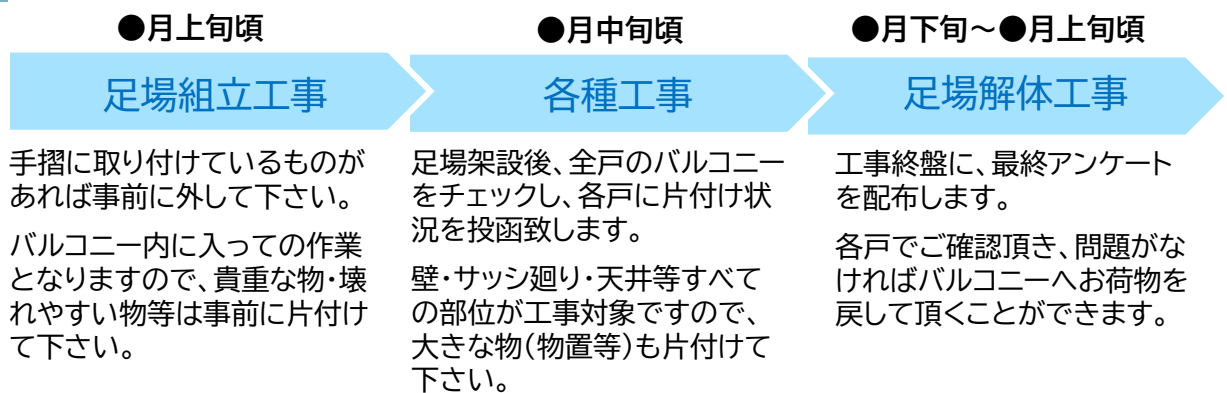 ●月上旬頃
足場組立工事
手摺に取り付けているものが
あれば事前に外して下さい。
バルコニー内に入っての作業
となりますので、貴重な物・壊
れやすい物等は事前に片付け
て下さい。
●月中旬頃
各種工事
足場架設後、全戸のバルコニー
をチェックし、各戸に片付け状
況を投函致します。
壁・サッシ廻り・天井等すべて
の部位が工事対象ですので、
大きな物(物置等)も片付けて
下さい。
●月下旬～●月上旬頃
足場解体工事
工事終盤に、最終アンケート
を配布します。
各戸でご確認頂き、問題がな
ければバルコニーへお荷物を
戻して頂くことができます。